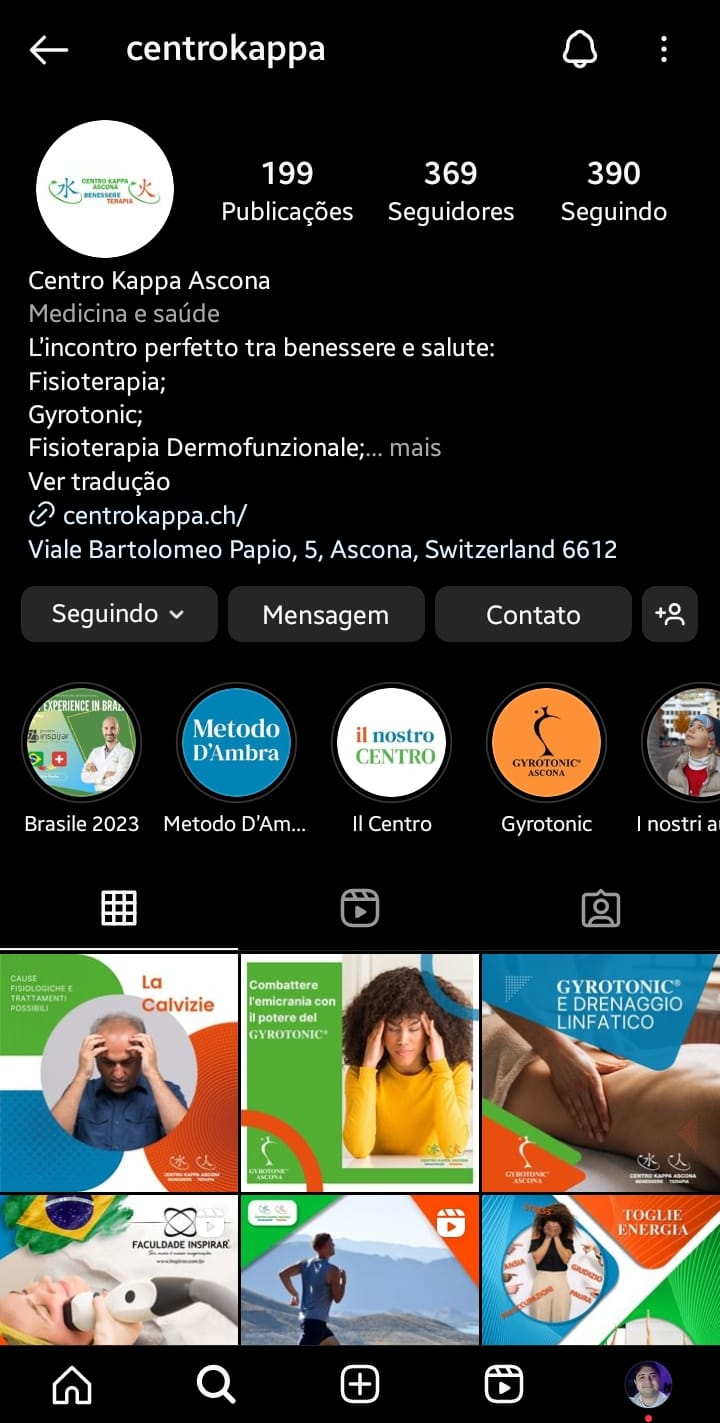 centrokappa
水 CENTRO KAPPA ASCONA 火
BENESSERE
TERAPIA
199
Publicações
369
Seguidores
390
Seguindo
Centro Kappa Ascona
Medicina e saúde
L'incontro perfetto tra benessere e salute:
Fisioterapia;
Gyrotonic;
Fisioterapia Dermofunzionale;... mais
Ver tradução
centrokappa.ch/
Viale Bartolomeo Papio, 5, Ascona, Switzerland 6612
Seguindo
Mensagem
Contato
EXPERIENCE IN BRAZ
inspirar
Metodo
D'Ambra
il nostro
CENTRO
GYROTONIC®
ASCONA
Brasile 2023
Metodo D'Am...
Il Centro
Gyrotonic
I nostri a
CAUSE
FISIOLOGICHE E
TRATTAMENTI
POSSIBILI
La
Calvizie
CENTRO KAPPA ASCONA
BENESSERE TERAPIA
Combattere
l'emicrania con
il potere del
GYROTONIC®
GYROTONIC®
ASCONA
GYROTONIC®
E DRENAGGIO
LINFATICO
GYROTONIC®
ASCONA
CENTRO KAPPA ASCONA
BENESSERE TERAPIA
FACULDADE INSPIRAR
www.inspirar.com.br
STRESS
ANSIA
GIUDIZIO
PREOCCUPAZIONI
PAURA
TOGLIE
ENERGIA